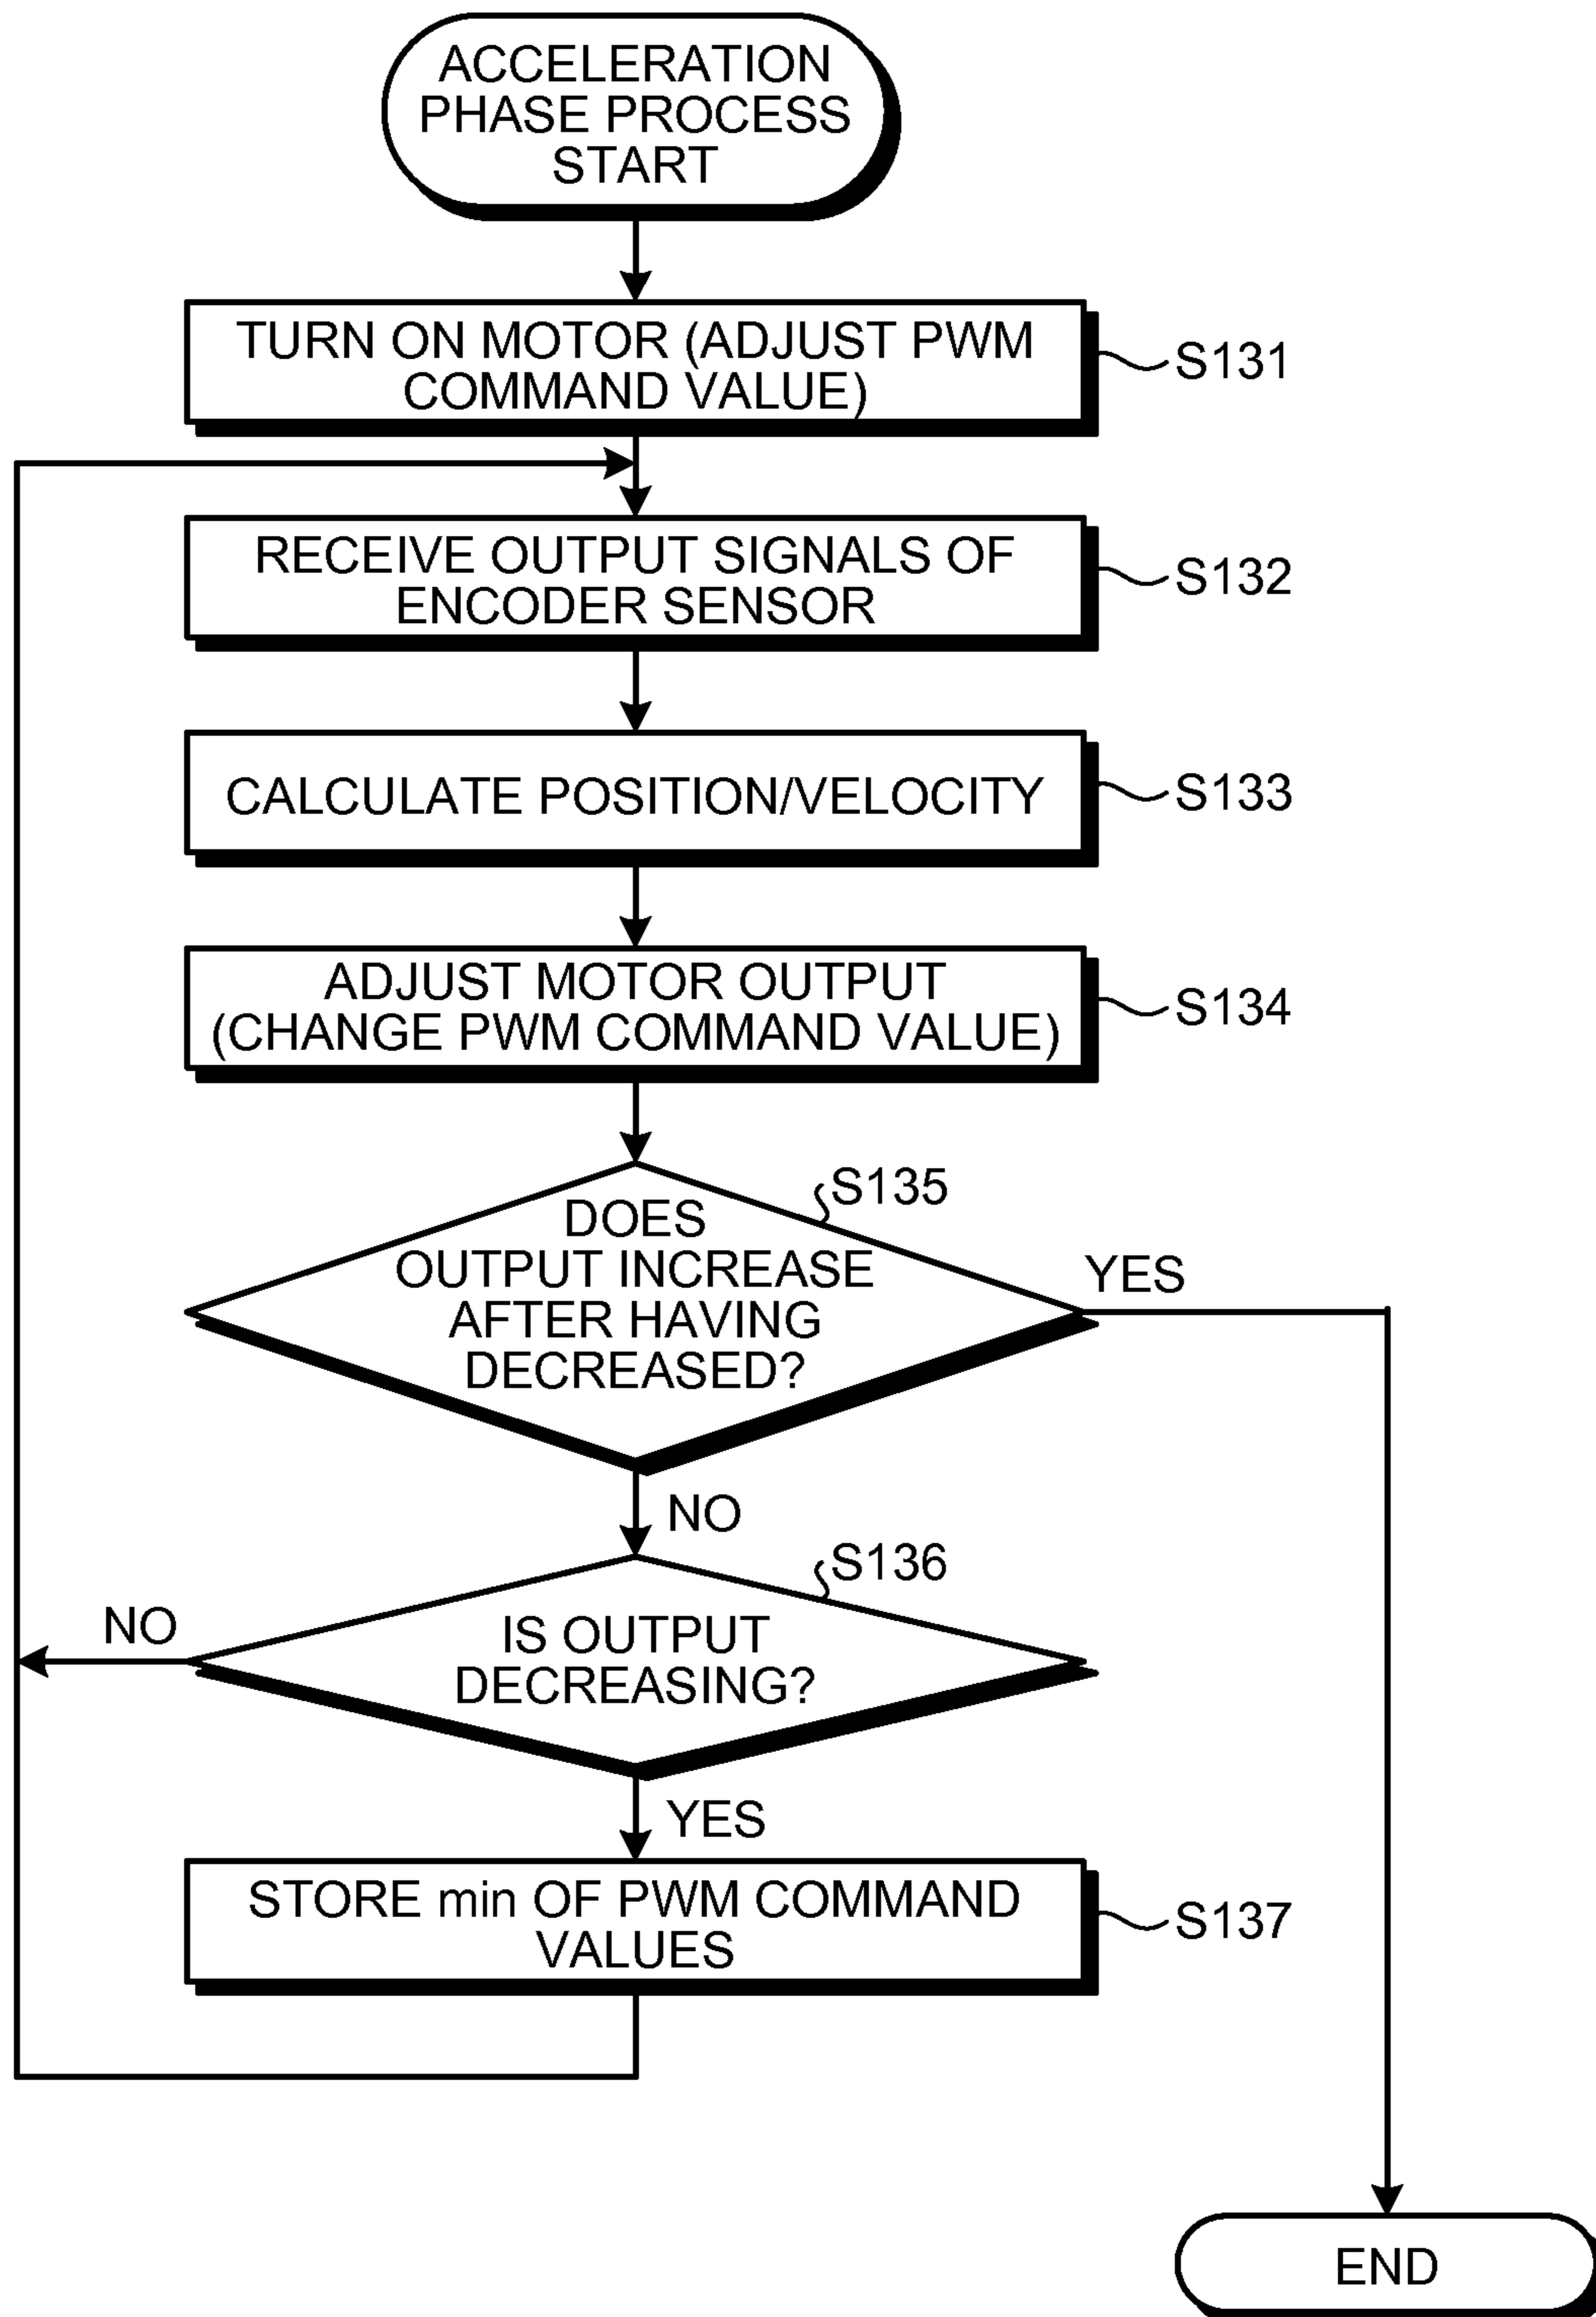 ACCELERATION
PHASE PROCESS
START
TURN ON MOTOR (ADJUST PWM
COMMAND VALUE)
S131
RECEIVE OUTPUT SIGNALS OF
ENCODER SENSOR
S132
CALCULATE POSITION/VELOCITY
S133
ADJUST MOTOR OUTPUT
(CHANGE PWM COMMAND VALUE)
S134
S135
DOES
OUTPUT INCREASE
AFTER HAVING
DECREASED?
YES
NO
S136
IS OUTPUT
DECREASING?
NO
YES
STORE min OF PWM COMMAND
VALUES
S137
END